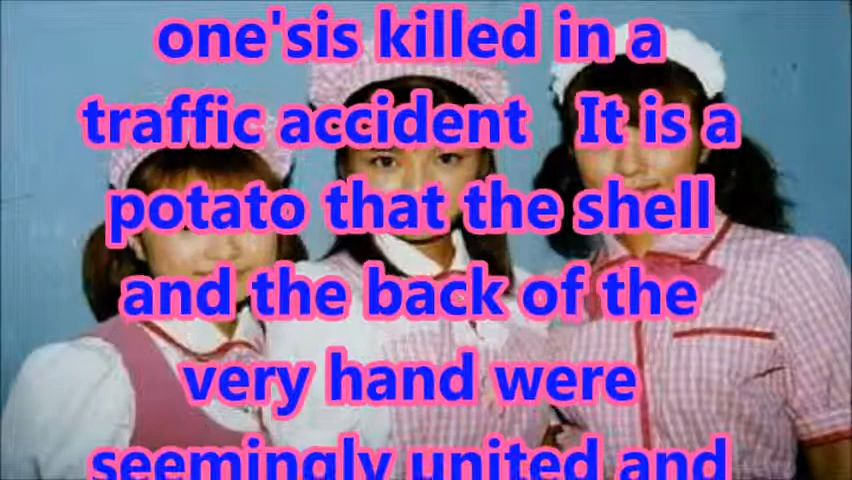 one'sis killed in a
traffic accident   It is a
potato that the shell
and the back of the
very hand were
seemingly united and